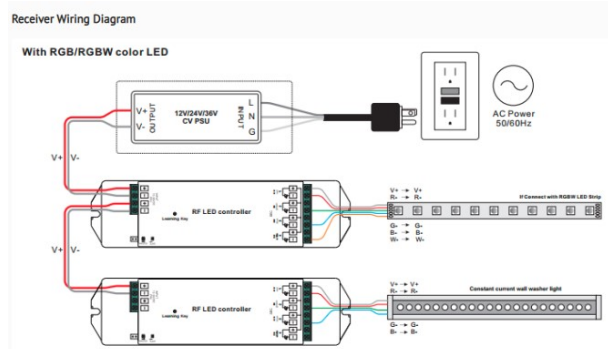 Receiver Wiring Diagram
With RGB/RGBW color LED
V+
V-
OUTPUT
12V/24V/36V
CV PSU
INPUT
L
N
G
AC Power
50/60Hz
V+ V-
RF LED controller
Learning Key
V+ → V+
R- → R-
If Connect with RGBW LED Strip
G- → G-
B- → B-
W- → W-
V+ V-
RF LED controller
Learning Key
V+ → V+
R- → R-
Constant current wall washer light
G- → G-
B- → B-